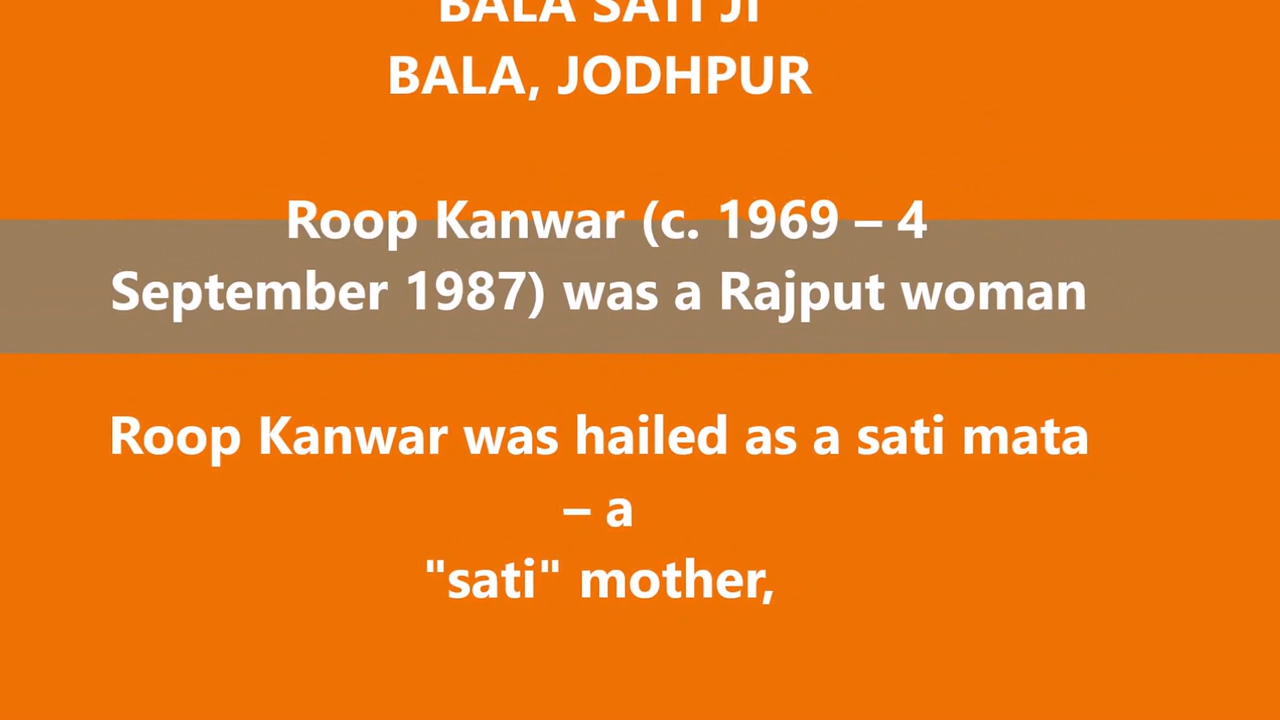 BALA SATI JI
BALA, JODHPUR
Roop Kanwar (c. 1969 – 4
September 1987) was a Rajput woman
Roop Kanwar was hailed as a sati mata
– a
"sati" mother,